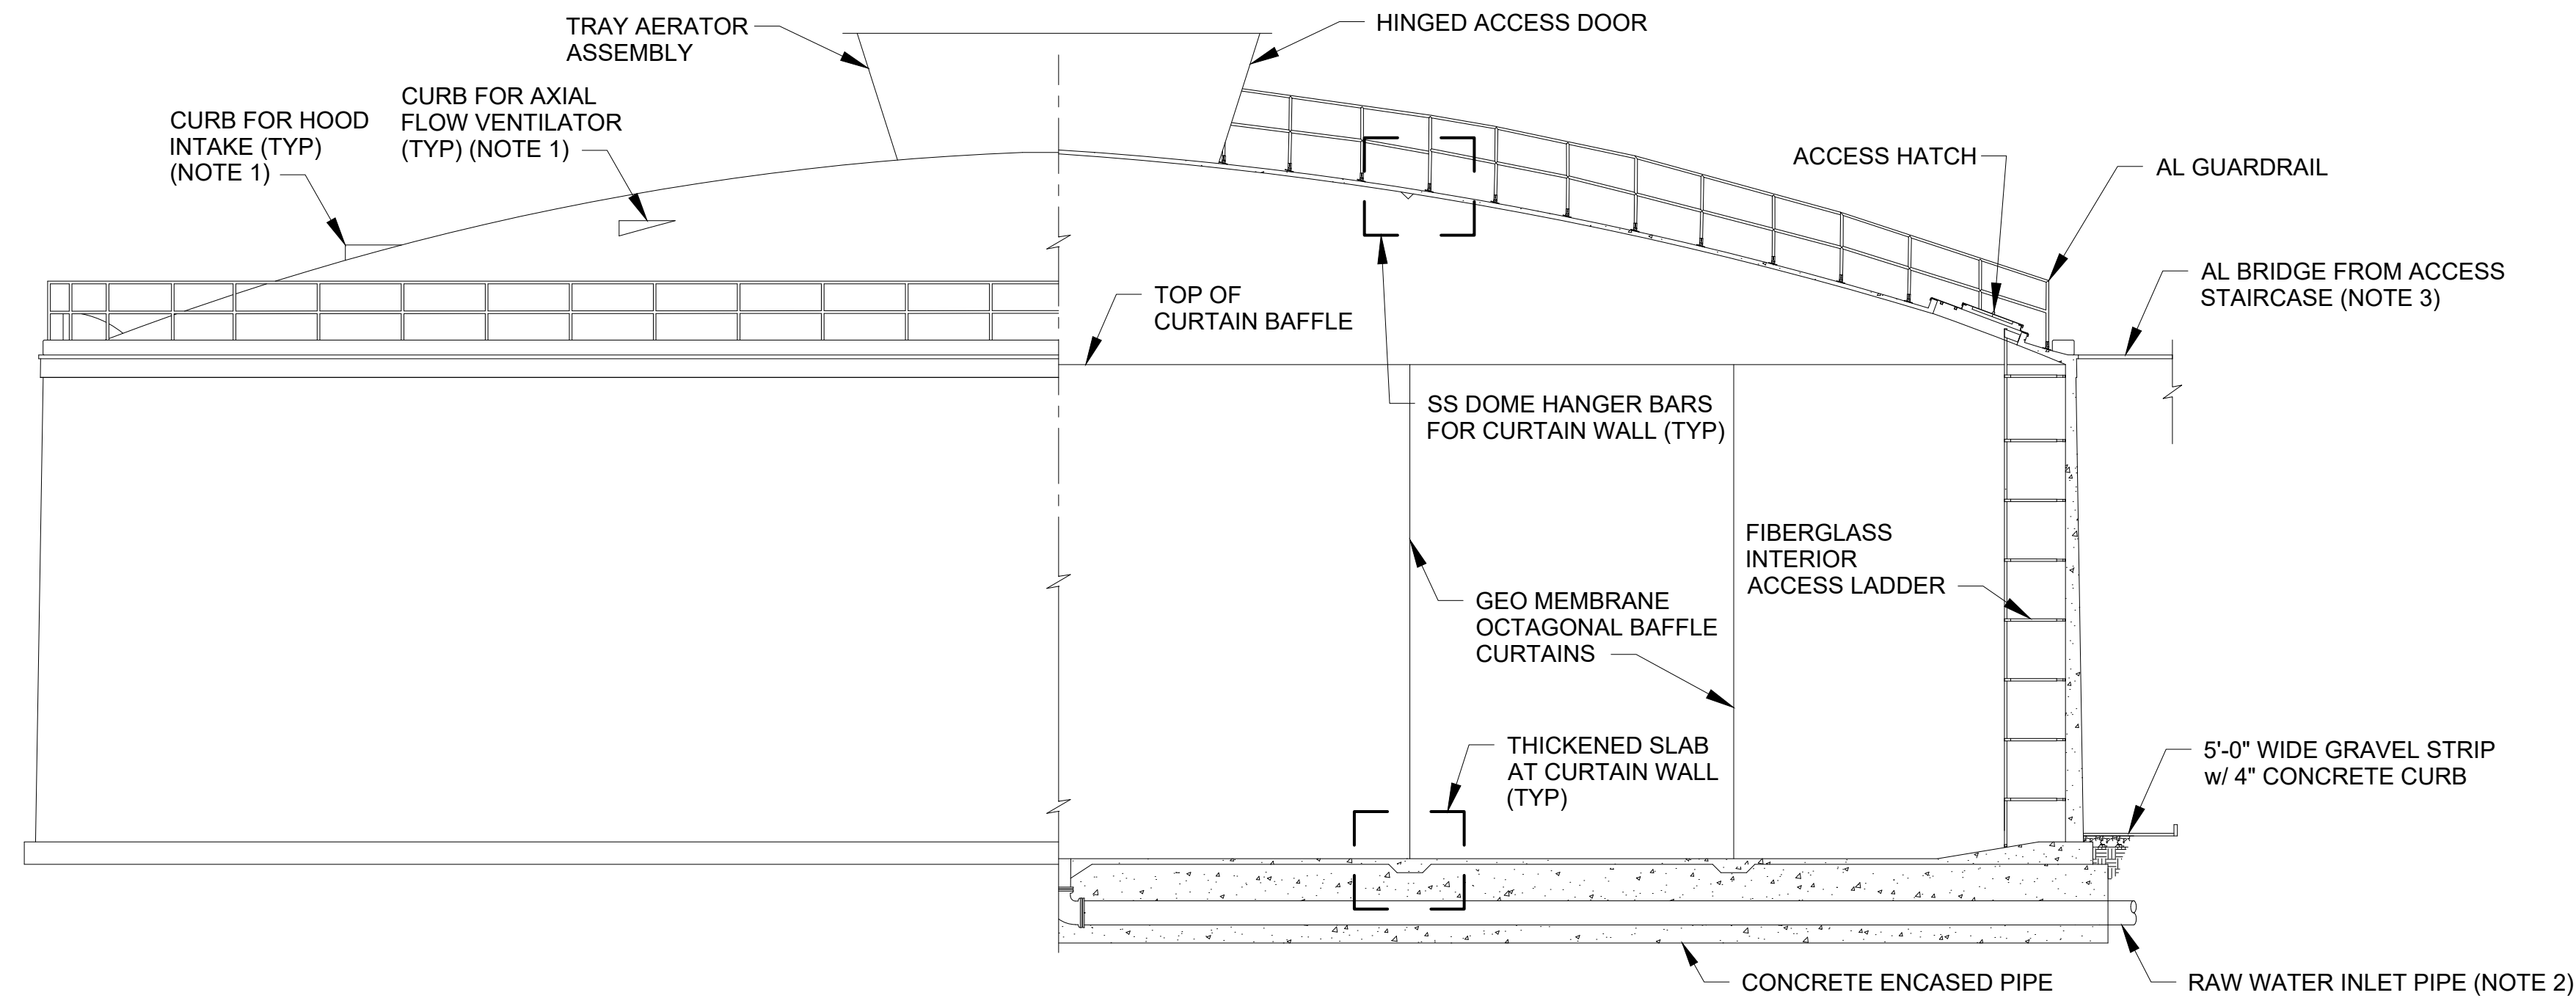 TRAY AERATOR
ASSEMBLY
HINGED ACCESS DOOR
CURB FOR HOOD
INTAKE (TYP)
(NOTE 1)
CURB FOR AXIAL
FLOW VENTILATOR
(TYP) (NOTE 1)
ACCESS HATCH
AL GUARDRAIL
AL BRIDGE FROM ACCESS
STAIRCASE (NOTE 3)
TOP OF
CURTAIN BAFFLE
SS DOME HANGER BARS
FOR CURTAIN WALL (TYP)
FIBERGLASS
INTERIOR
ACCESS LADDER
GEO MEMBRANE
OCTAGONAL BAFFLE
CURTAINS
THICKENED SLAB
AT CURTAIN WALL
(TYP)
5'-0" WIDE GRAVEL STRIP
w/ 4" CONCRETE CURB
CONCRETE ENCASED PIPE
RAW WATER INLET PIPE (NOTE 2)